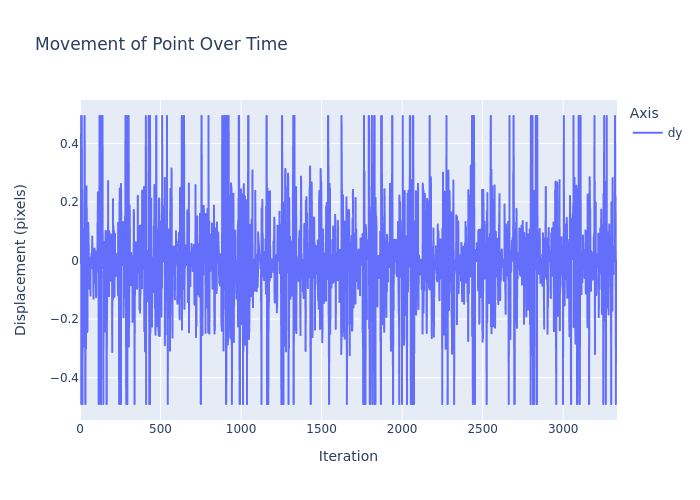 Movement of Point Over Time
Axis
dy
Displacement (pixels)
0.4
0.2
0
−0.2
−0.4
0 500 1000 1500 2000 2500 3000
Iteration